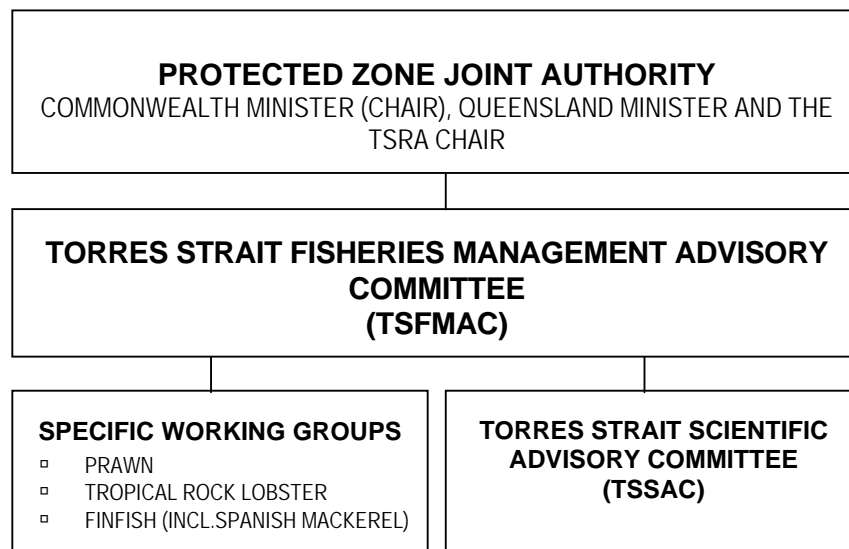 PROTECTED ZONE JOINT AUTHORITY
COMMONWEALTH MINISTER (CHAIR), QUEENSLAND MINISTER AND THE
TSRA CHAIR
TORRES STRAIT FISHERIES MANAGEMENT ADVISORY
COMMITTEE
(TSFMAC)
SPECIFIC WORKING GROUPS
▫ PRAWN
▫ TROPICAL ROCK LOBSTER
▫ FINFISH (INCL.SPANISH MACKEREL)
TORRES STRAIT SCIENTIFIC
ADVISORY COMMITTEE
(TSSAC)